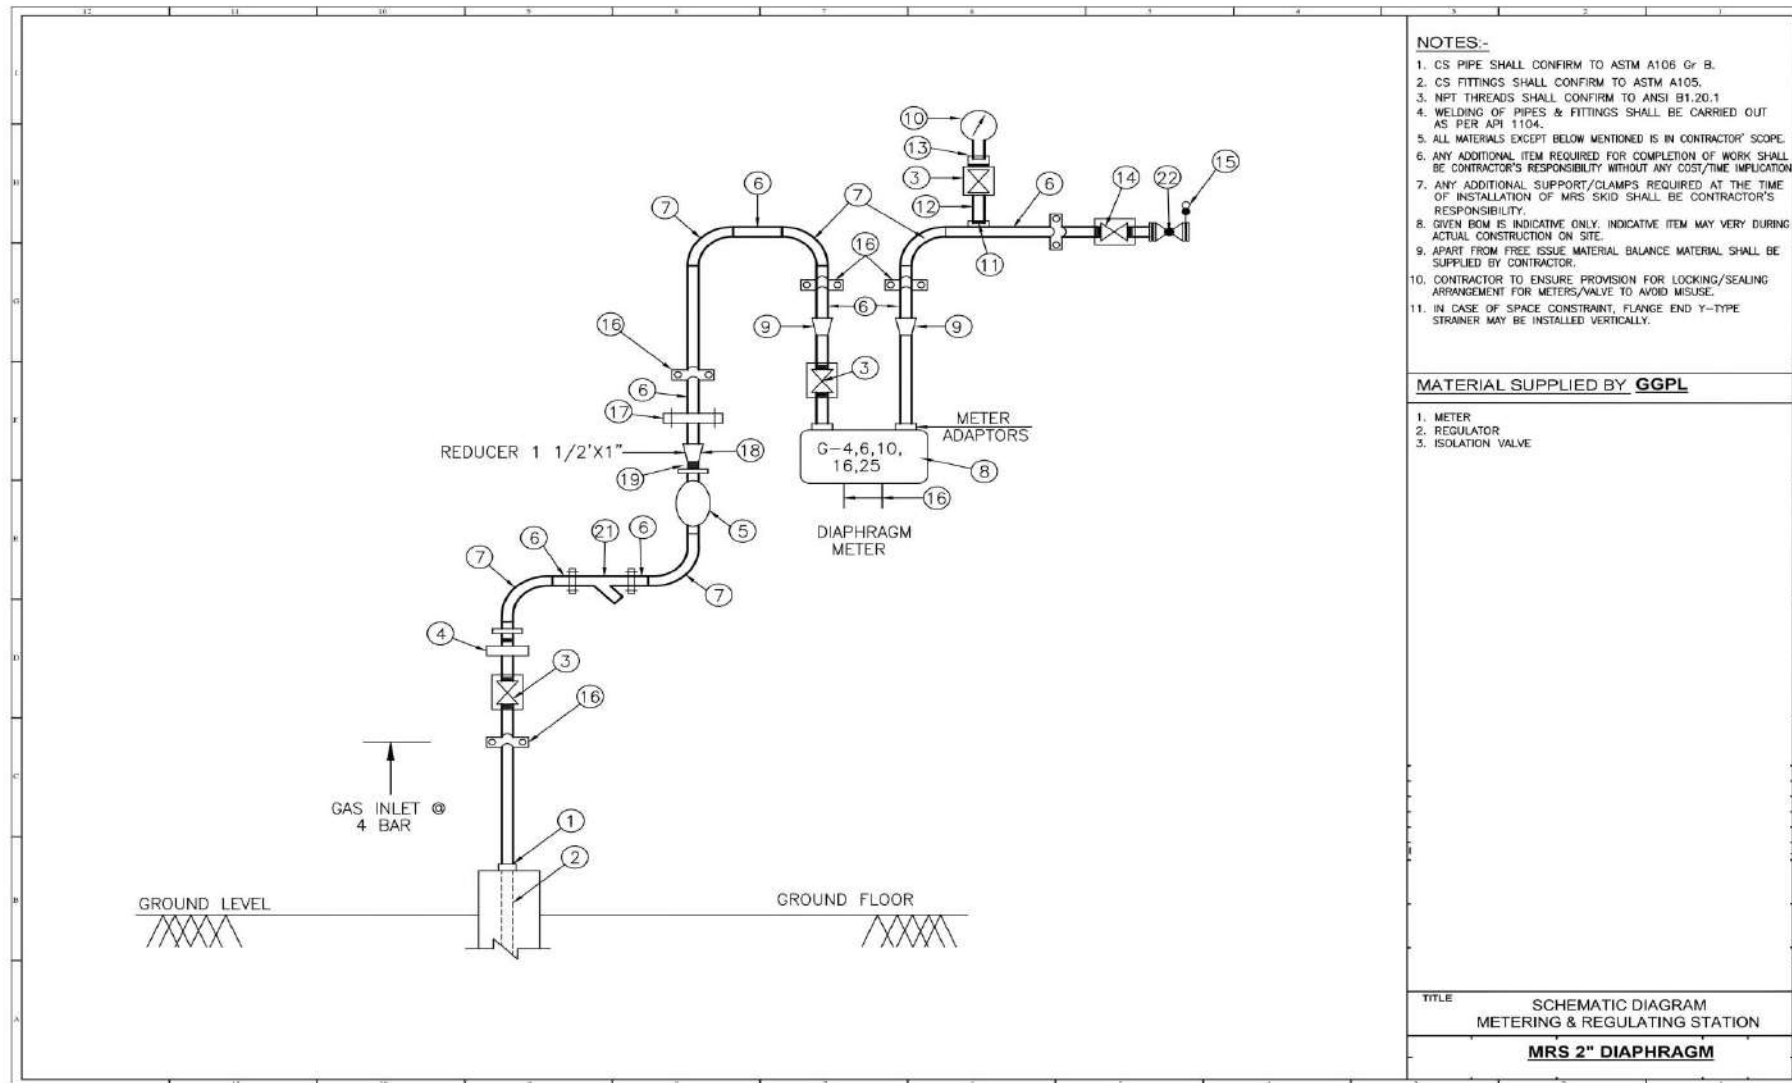 10
13
3
12
6
14
22
15
6
7
7
16
11
16
6
9
9
3
6
17
METER
ADAPTORS
REDUCER 1 1/2'X1"
18
G-4,6,10,
16,25
8
19
16
5
DIAPHRAGM
METER
6
21
6
7
7
4
3
16
GAS INLET @
4 BAR
1
2
GROUND LEVEL
GROUND FLOOR
NOTES:-
1. CS PIPE SHALL CONFIRM TO ASTM A106 Gr B.
2. CS FITTINGS SHALL CONFIRM TO ASTM A105.
3. NPT THREADS SHALL CONFIRM TO ANSI B1.20.1
4. WELDING OF PIPES & FITTINGS SHALL BE CARRIED OUT
AS PER API 1104.
5. ALL MATERIALS EXCEPT BELOW MENTIONED IS IN CONTRACTOR' SCOPE.
6. ANY ADDITIONAL ITEM REQUIRED FOR COMPLETION OF WORK SHALL
BE CONTRACTOR'S RESPONSIBILITY WITHOUT ANY COST/TIME IMPLICATION
7. ANY ADDITIONAL SUPPORT/CLAMPS REQUIRED AT THE TIME
OF INSTALLATION OF MRS SKID SHALL BE CONTRACTOR'S
RESPONSIBILITY.
8. GIVEN BOM IS INDICATIVE ONLY. INDICATIVE ITEM MAY VERY DURING
ACTUAL CONSTRUCTION ON SITE.
9. APART FROM FREE ISSUE MATERIAL BALANCE MATERIAL SHALL BE
SUPPLIED BY CONTRACTOR.
10. CONTRACTOR TO ENSURE PROVISION FOR LOCKING/SEALING
ARRANGEMENT FOR METERS/VALVE TO AVOID MISUSE.
11. IN CASE OF SPACE CONSTRAINT, FLANGE END Y-TYPE
STRAINER MAY BE INSTALLED VERTICALLY.
MATERIAL SUPPLIED BY GGPL
1. METER
2. REGULATOR
3. ISOLATION VALVE
TITLE
SCHEMATIC DIAGRAM
METERING & REGULATING STATION
MRS 2" DIAPHRAGM